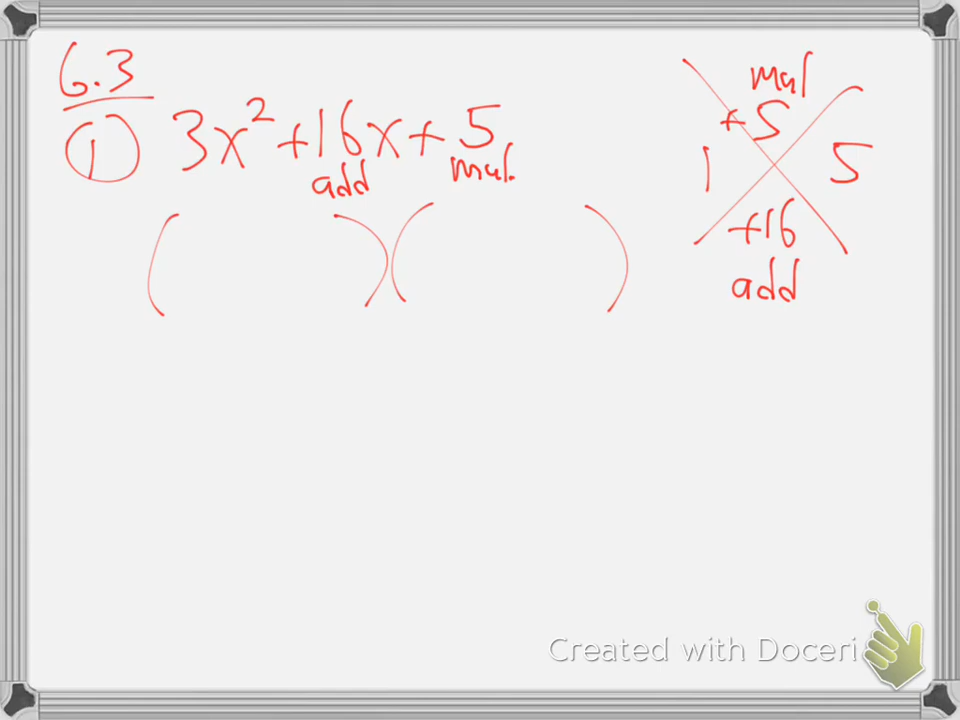 6.3
① 3x² + 16x + 5
add mul.
( )( )
mul
+5
1 5
+16
add
Created with Doceri